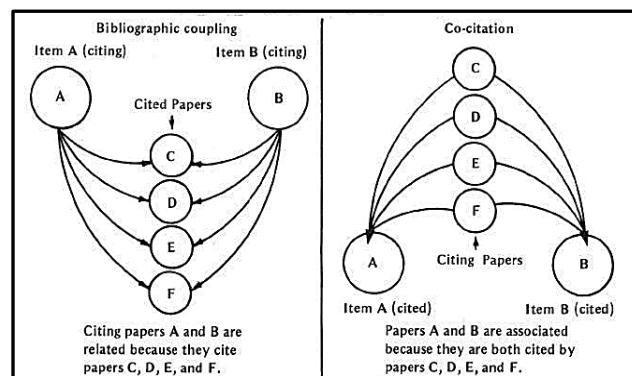 Bibliographic coupling
Item A (citing)
Item B (citing)
A
B
Cited Papers
C
D
E
F
Citing papers A and B are
related because they cite
papers C, D, E, and F.
Co-citation
C
D
E
F
A
B
Citing Papers
Item A (cited)
Item B (cited)
Papers A and B are associated
because they are both cited by
papers C, D, E, and F.